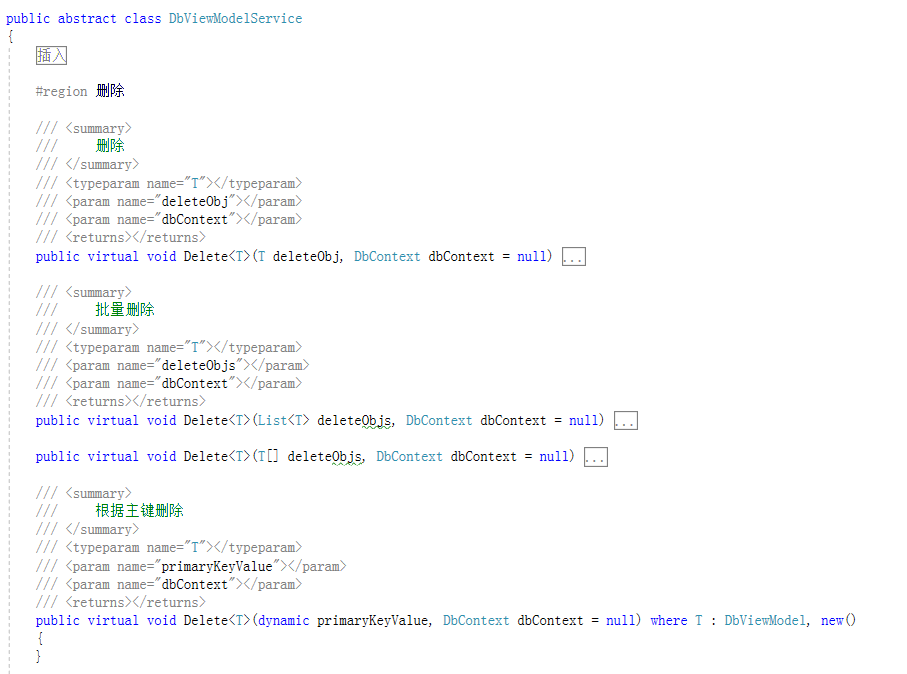 public abstract class DbViewModelService
{
插入
#region 删除
/// <summary>
///     删除
/// </summary>
/// <typeparam name="T"></typeparam>
/// <param name="deleteObj"></param>
/// <param name="dbContext"></param>
/// <returns></returns>
public virtual void Delete<T>(T deleteObj, DbContext dbContext = null) ...
/// <summary>
///     批量删除
/// </summary>
/// <typeparam name="T"></typeparam>
/// <param name="deleteObjs"></param>
/// <param name="dbContext"></param>
/// <returns></returns>
public virtual void Delete<T>(List<T> deleteObjs, DbContext dbContext = null) ...
public virtual void Delete<T>(T[] deleteObjs, DbContext dbContext = null) ...
/// <summary>
///     根据主键删除
/// </summary>
/// <typeparam name="T"></typeparam>
/// <param name="primaryKeyValue"></param>
/// <param name="dbContext"></param>
/// <returns></returns>
public virtual void Delete<T>(dynamic primaryKeyValue, DbContext dbContext = null) where T : DbViewModel, new()
{
}